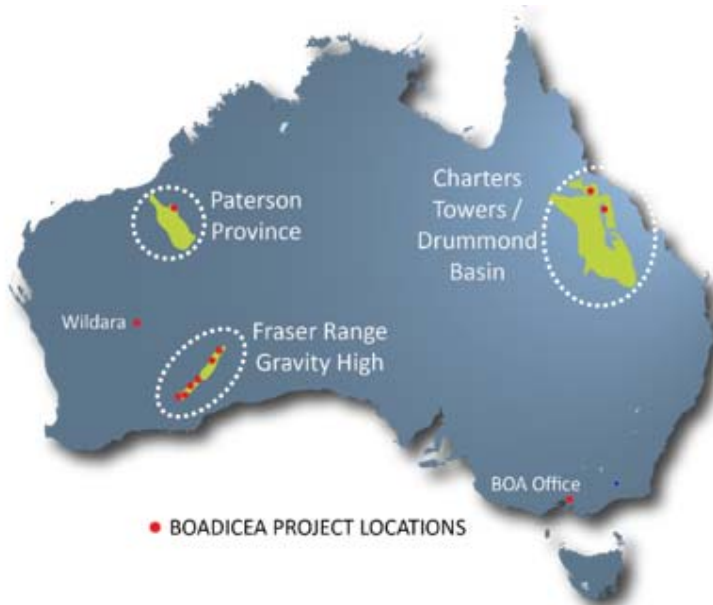 Paterson
Province
Charters
Towers /
Drummond
Basin
Wildara
Fraser Range
Gravity High
BOA Office
BOADICEA PROJECT LOCATIONS